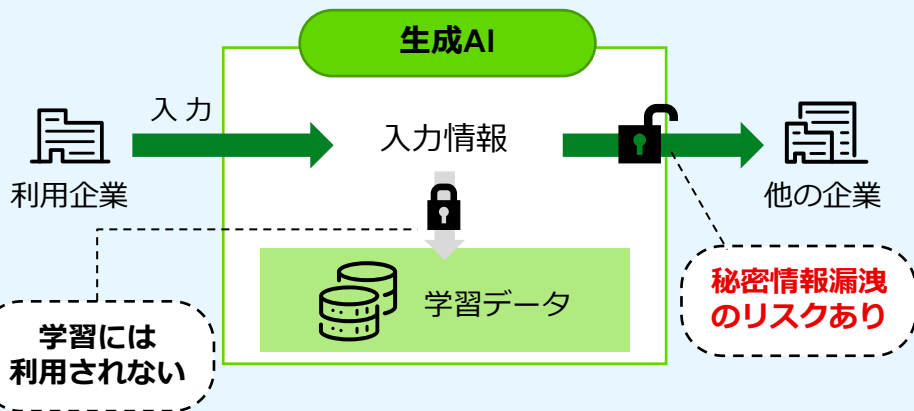 生成AI
入力
入力情報
利用企業
他の企業
学習データ
学習には
利用されない
秘密情報漏洩
のリスクあり